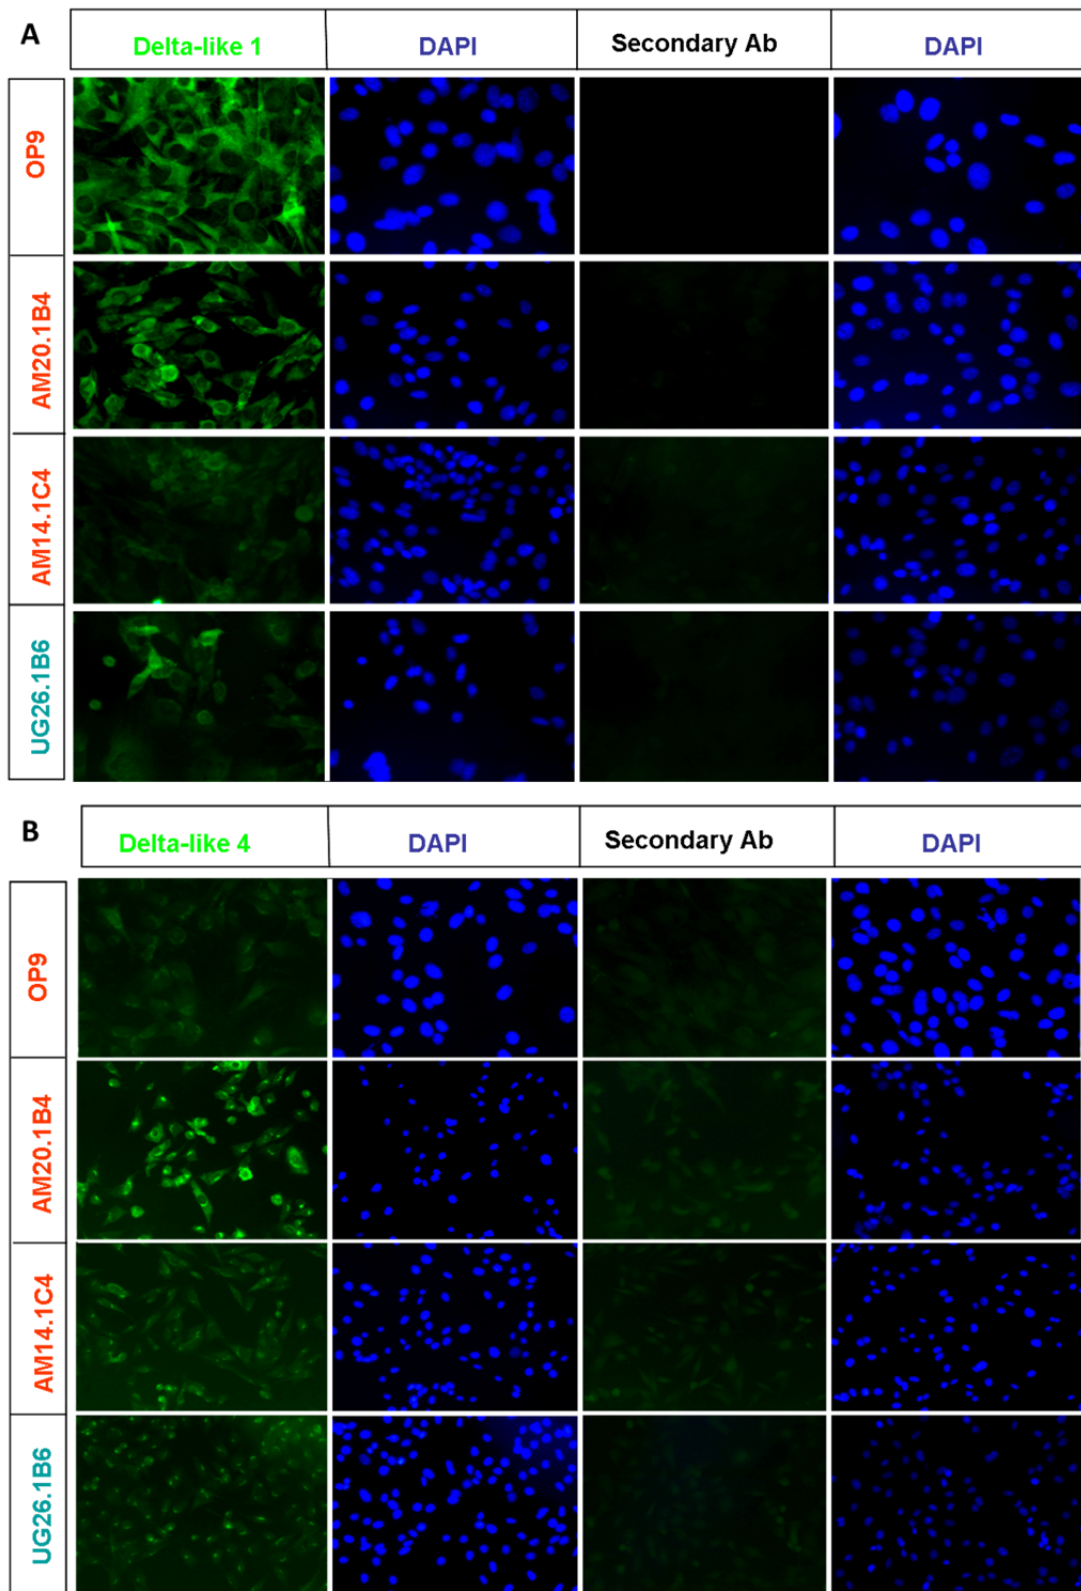 A
Delta-like 1 DAPI Secondary Ab DAPI
OP9
AM20.1B4
AM14.1C4
UG26.1B6
B
Delta-like 4 DAPI Secondary Ab DAPI
OP9
AM20.1B4
AM14.1C4
UG26.1B6